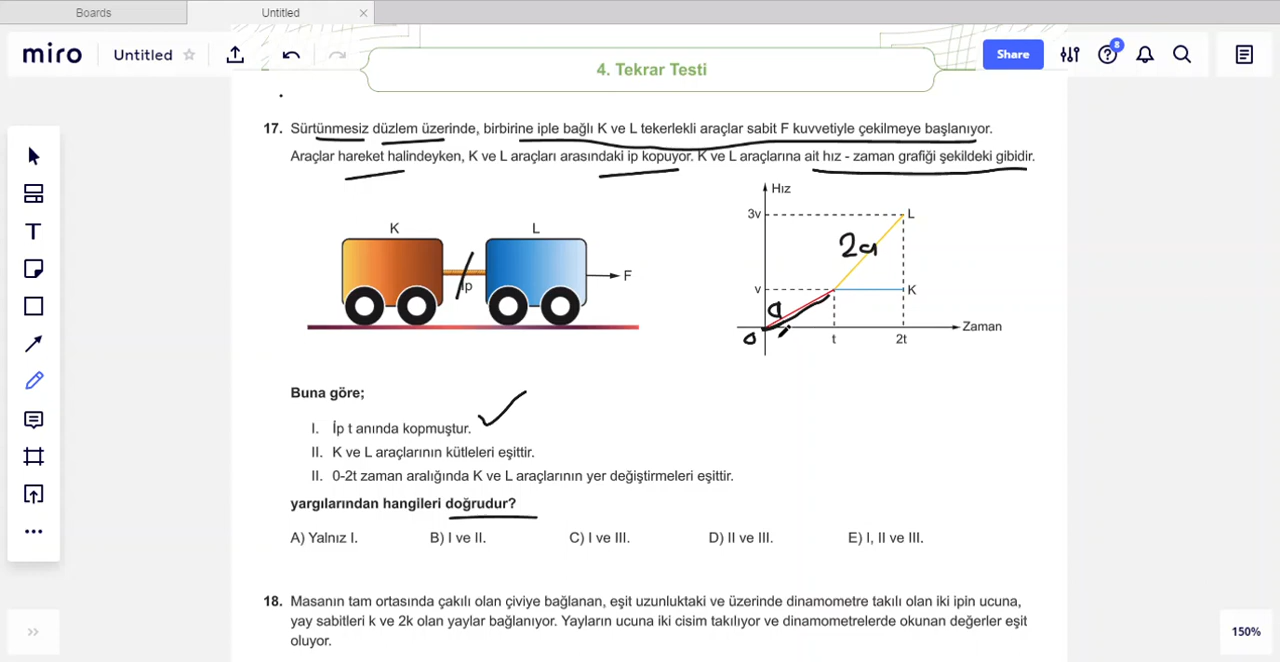 Boards
Untitled
miro
Untitled
Share
8
4. Tekrar Testi
2
17. Sürtünmesiz düzlem üzerinde, birbirine iple bağlı K ve L tekerlekli araçlar sabit F kuvvetiyle çekilmeye başlanıyor.
Araçlar hareket halindeyken, K ve L araçları arasındaki ip kopuyor. K ve L araçlarına ait hız - zaman grafiği şekildeki gibidir.
K
L
ip
F
Hız
3v
L
2a
v
K
a
0
Zaman
t
2t
Buna göre;
I. İp t anında kopmuştur.
II. K ve L araçlarının kütleleri eşittir.
II. 0-2t zaman aralığında K ve L araçlarının yer değiştirmeleri eşittir.
yargılarından hangileri doğrudur?
A) Yalnız I.
B) I ve II.
C) I ve III.
D) II ve III.
E) I, II ve III.
18. Masanın tam ortasında çakılı olan çiviye bağlanan, eşit uzunluktaki ve üzerinde dinamometre takılı olan iki ipin ucuna,
yay sabitleri k ve 2k olan yaylar bağlanıyor. Yayların ucuna iki cisim takılıyor ve dinamometrelerde okunan değerler eşit
oluyor.
150%